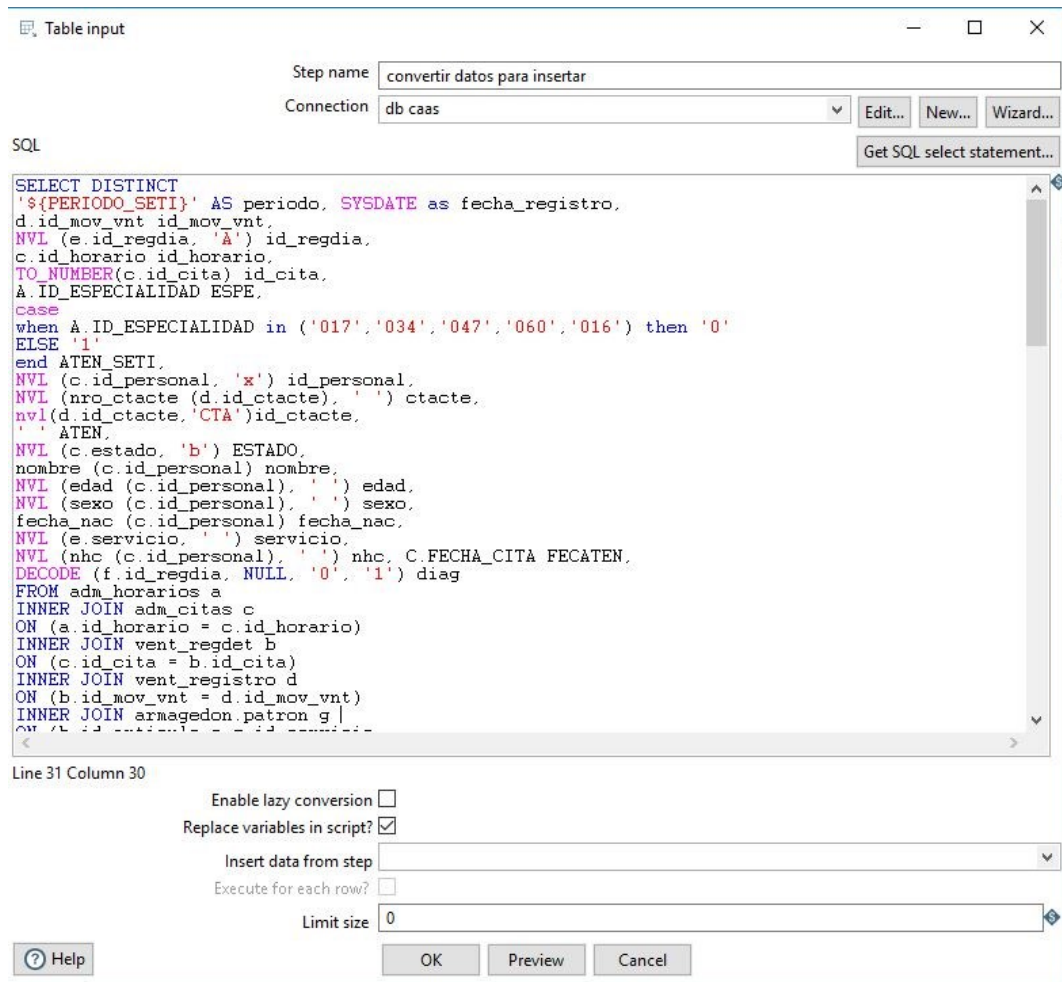 Table input
Step name convertir datos para insertar
Connection db caas Edit... New... Wizard...
SQL Get SQL select statement...
SELECT DISTINCT
'${PERIODO_SETI}' AS periodo, SYSDATE as fecha_registro,
d.id_mov_vnt id_mov_vnt,
NVL (e.id_regdia, 'A') id_regdia,
c.id_horario id_horario,
TO_NUMBER(c.id_cita) id_cita,
A.ID_ESPECIALIDAD ESPE,
case
when A.ID_ESPECIALIDAD in ('017','034','047','060','016') then '0'
ELSE '1'
end ATEN_SETI,
NVL (c.id_personal, 'x') id_personal,
NVL (nro_ctacte (d.id_ctacte), ' ') ctacte,
nvl(d.id_ctacte,'CTA')id_ctacte,
' ' ATEN,
NVL (c.estado, 'b') ESTADO,
nombre (c.id_personal) nombre,
NVL (edad (c.id_personal), ' ') edad,
NVL (sexo (c.id_personal), ' ') sexo,
fecha_nac (c.id_personal) fecha_nac,
NVL (e.servicio, ' ') servicio,
NVL (nhc (c.id_personal), ' ') nhc, C.FECHA_CITA FECATEN,
DECODE (f.id_regdia, NULL, '0', '1') diag
FROM adm_horarios a
INNER JOIN adm_citas c
ON (a.id_horario = c.id_horario)
INNER JOIN vent_regdet b
ON (c.id_cita = b.id_cita)
INNER JOIN vent_registro d
ON (b.id_mov_vnt = d.id_mov_vnt)
INNER JOIN armagedon.patron g
Line 31 Column 30
Enable lazy conversion
Replace variables in script?
Insert data from step
Execute for each row?
Limit size 0
Help OK Preview Cancel